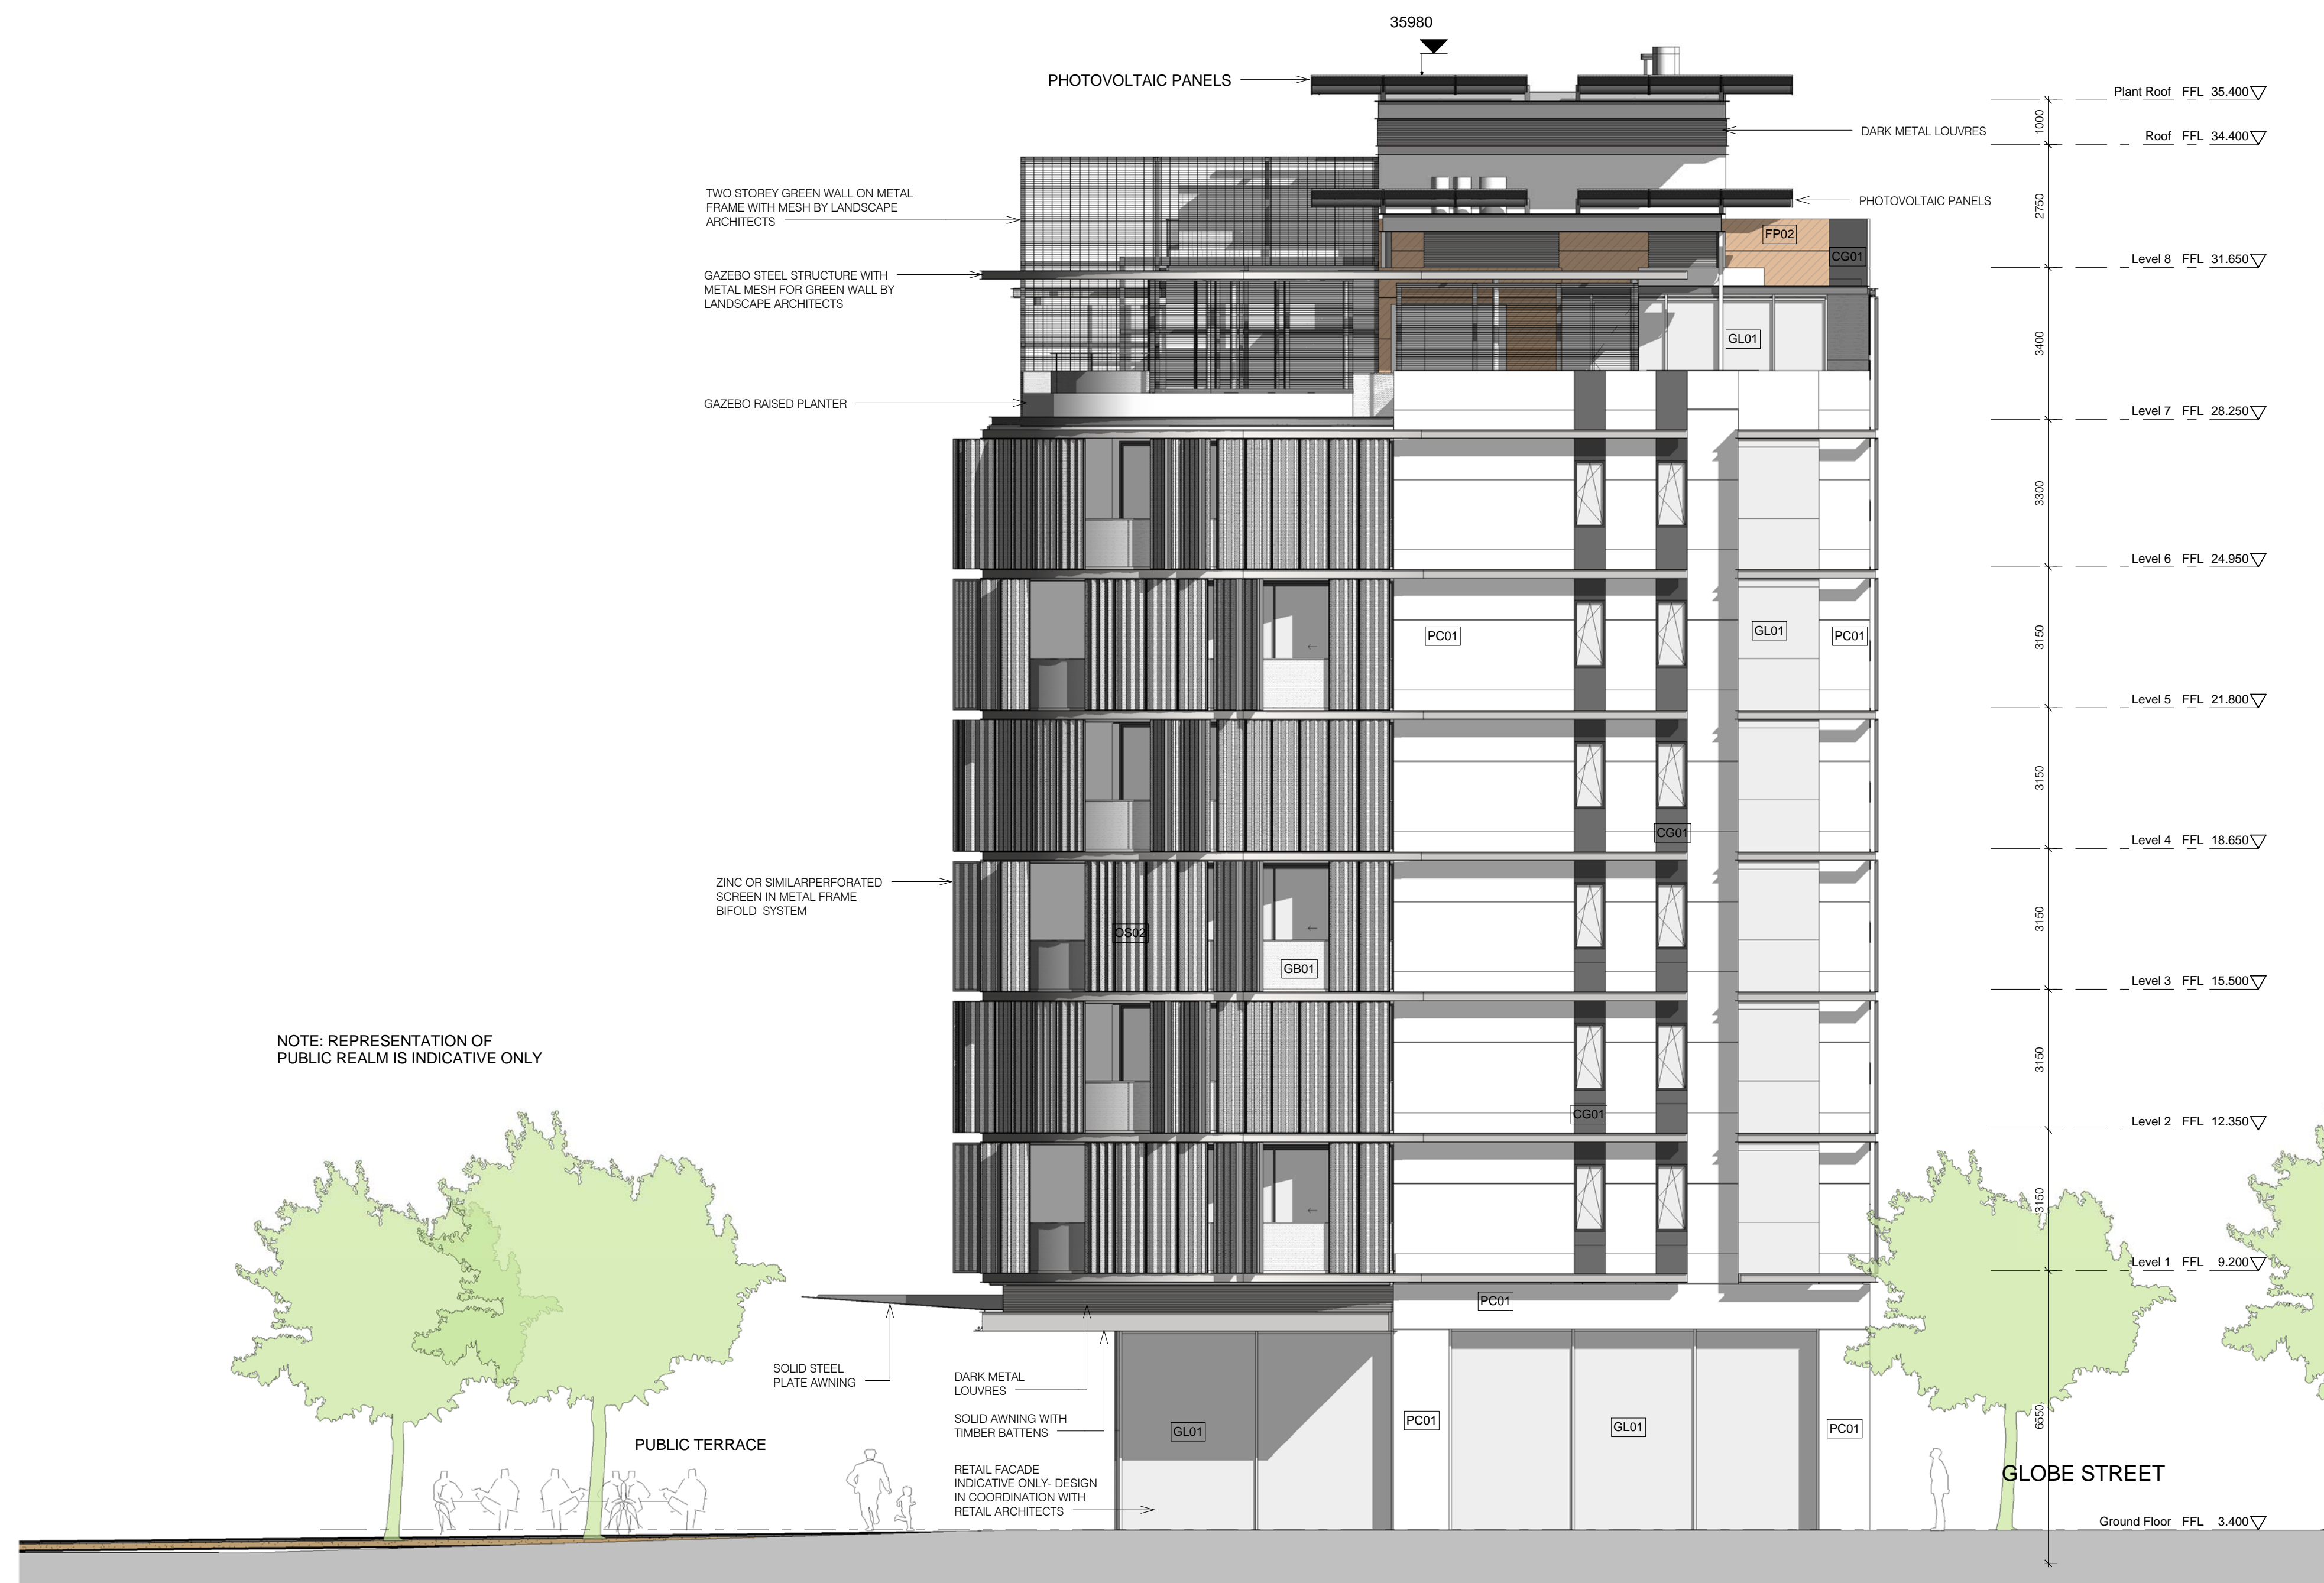 35980
PHOTOVOLTAIC PANELS
Plant Roof FFL 35.400
1000
DARK METAL LOUVRES
Roof FFL 34.400
TWO STOREY GREEN WALL ON METAL
FRAME WITH MESH BY LANDSCAPE
ARCHITECTS
2750
PHOTOVOLTAIC PANELS
FP02
CG01
Level 8 FFL 31.650
GAZEBO STEEL STRUCTURE WITH
METAL MESH FOR GREEN WALL BY
LANDSCAPE ARCHITECTS
GL01
3400
GAZEBO RAISED PLANTER
Level 7 FFL 28.250
3300
Level 6 FFL 24.950
PC01
GL01
PC01
3150
Level 5 FFL 21.800
3150
CG01
Level 4 FFL 18.650
ZINC OR SIMILARPERFORATED
SCREEN IN METAL FRAME
BIFOLD SYSTEM
OS02
GB01
3150
Level 3 FFL 15.500
NOTE: REPRESENTATION OF
PUBLIC REALM IS INDICATIVE ONLY
3150
CG01
Level 2 FFL 12.350
3150
Level 1 FFL 9.200
PC01
SOLID STEEL
PLATE AWNING
DARK METAL
LOUVRES
SOLID AWNING WITH
TIMBER BATTENS
GL01
PC01
GL01
PC01
6550
PUBLIC TERRACE
RETAIL FACADE
INDICATIVE ONLY- DESIGN
IN COORDINATION WITH
RETAIL ARCHITECTS
GLOBE STREET
Ground Floor FFL 3.400